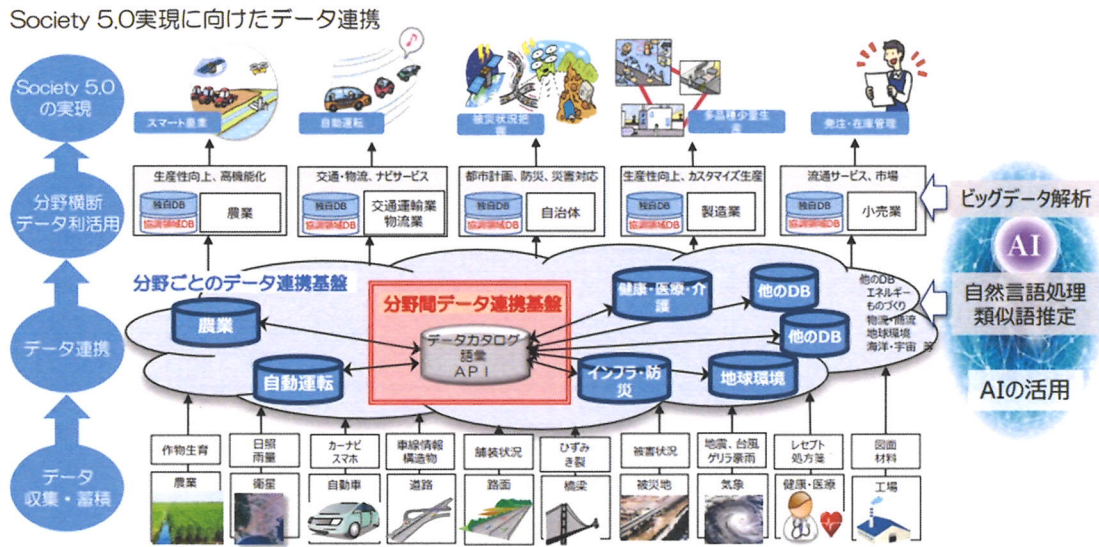 Society 5.0実現に向けたデータ連携
Society 5.0
の実現
スマート農業
自動運転
被災状況把
握
多品種少量生
産
発注・在庫管理
分野横断
データ利活用
生産性向上、高機能化
独自DB
協調領域DB
農業
交通・物流、ナビサービス
独自DB
協調領域DB
交通運輸業
物流業
都市計画、防災、災害対応
独自DB
協調領域DB
自治体
生産性向上、カスタマイズ生産
独自DB
協調領域DB
製造業
流通サービス、市場
独自DB
協調領域DB
小売業
ビッグデータ解析
AI
自然言語処理
類似語推定
AIの活用
データ連携
分野ごとのデータ連携基盤
分野間データ連携基盤
データカタログ
語彙
API
農業
自動運転
健康・医療・介
護
他のDB
他のDB
インフラ・防
災
地球環境
他のDB
エネルギー
ものづくり
物流・商流
地球環境
海洋・宇宙 等
データ
収集・蓄積
作物生育
農業
日照
雨量
衛星
カーナビ
スマホ
自動車
車線情報
構造物
道路
舗装状況
路面
ひずみ
き裂
橋梁
被害状況
被災地
地震、台風
ゲリラ豪雨
気象
レセプト
処方箋
健康・医療
図面
材料
工場